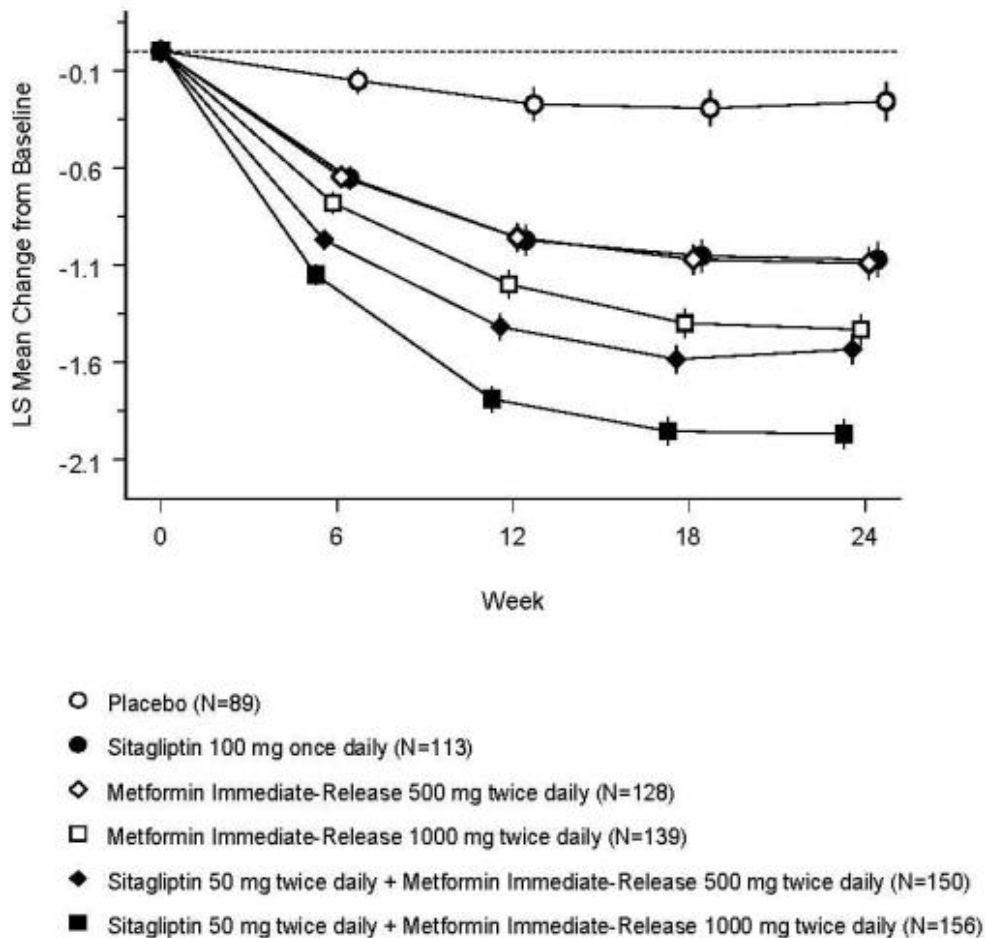 LS Mean Change from Baseline
-0.1
-0.6
-1.1
-1.6
-2.1
0 6 12 18 24
Week
Placebo (N=89)
Sitagliptin 100 mg once daily (N=113)
Metformin Immediate-Release 500 mg twice daily (N=128)
Metformin Immediate-Release 1000 mg twice daily (N=139)
Sitagliptin 50 mg twice daily + Metformin Immediate-Release 500 mg twice daily (N=150)
Sitagliptin 50 mg twice daily + Metformin Immediate-Release 1000 mg twice daily (N=156)